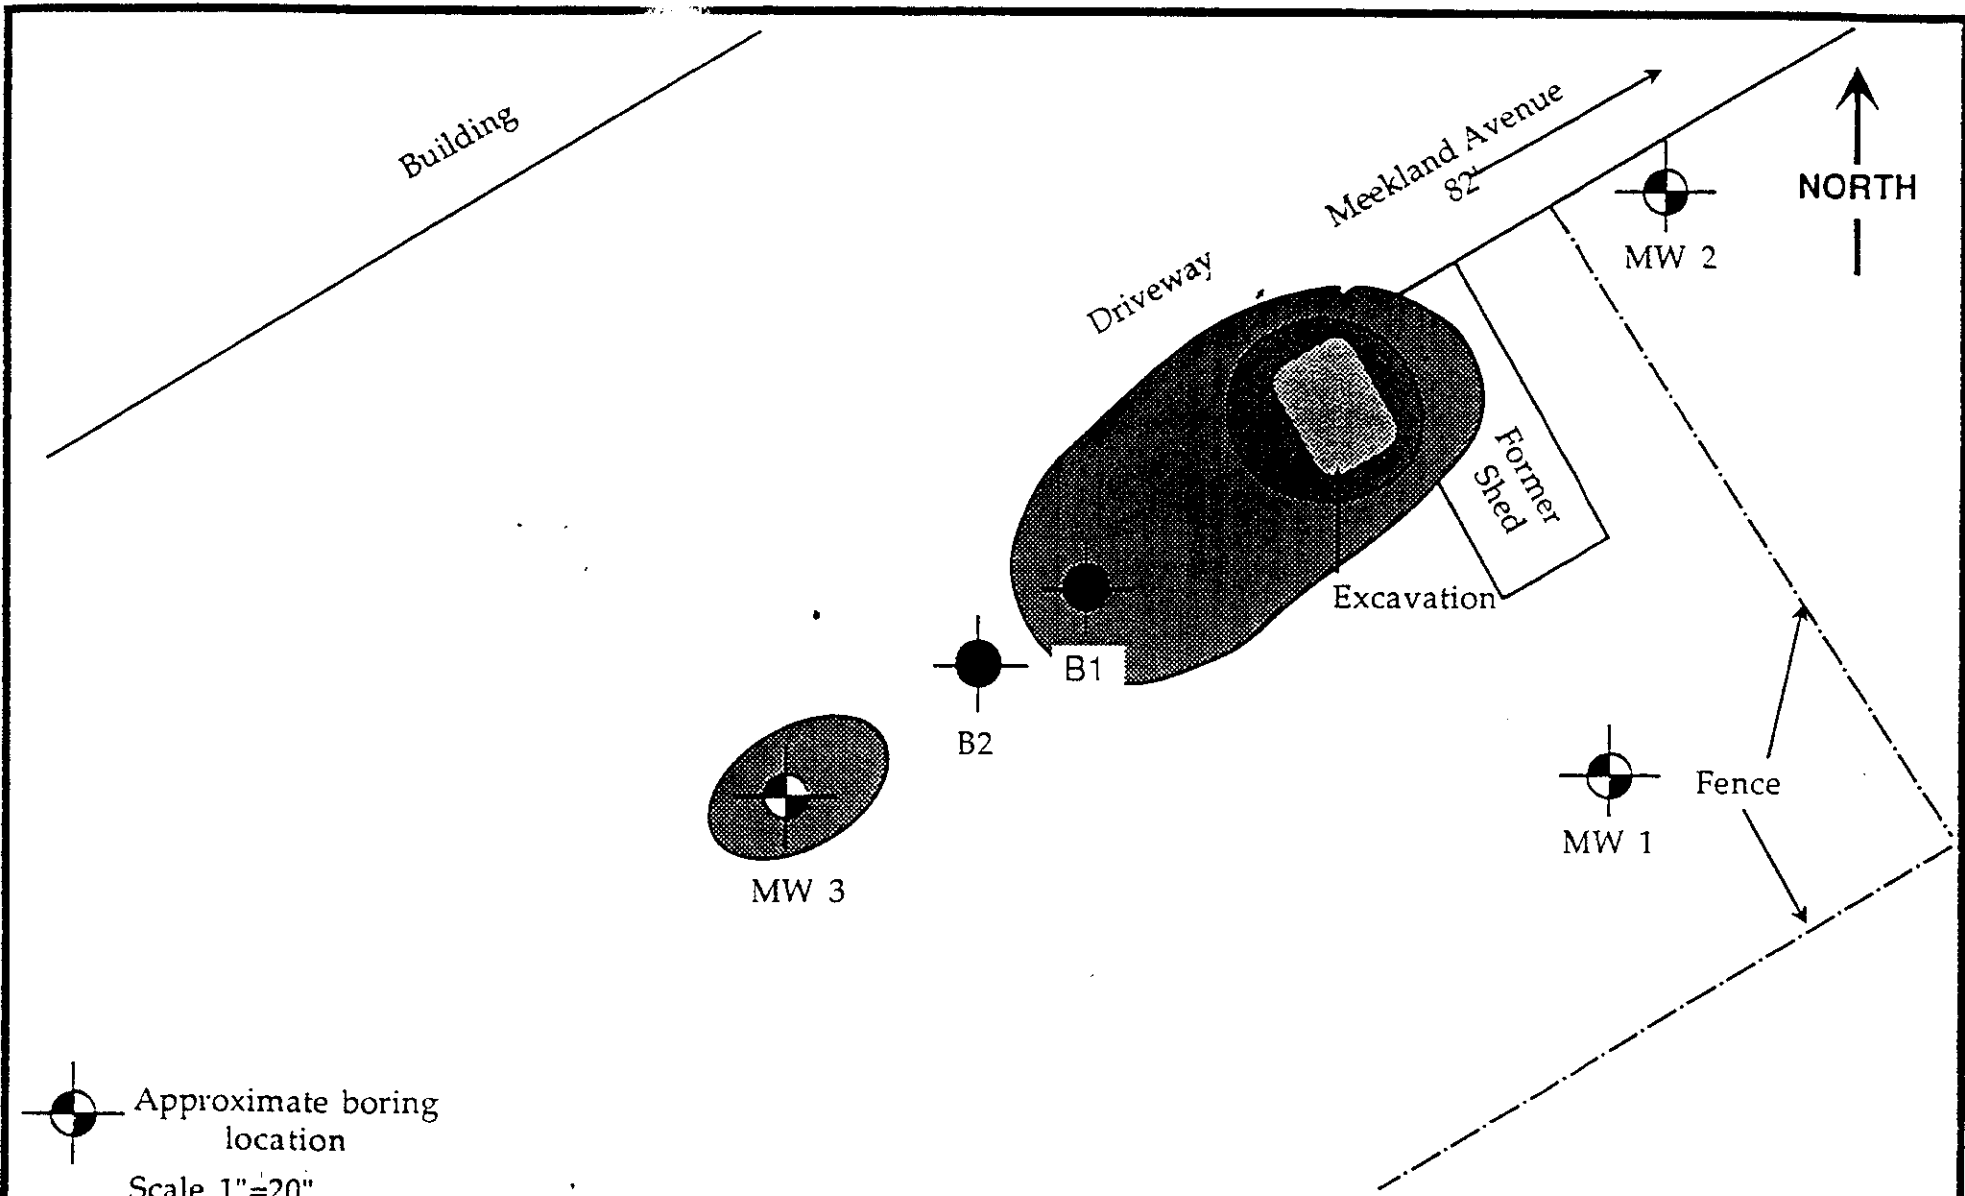 Building
Meekland Avenue
82'
NORTH
MW 2
Driveway
Former
Shed
Excavation
B1
B2
Fence
MW 1
MW 3
Approximate boring
location
Scale 1"=20"